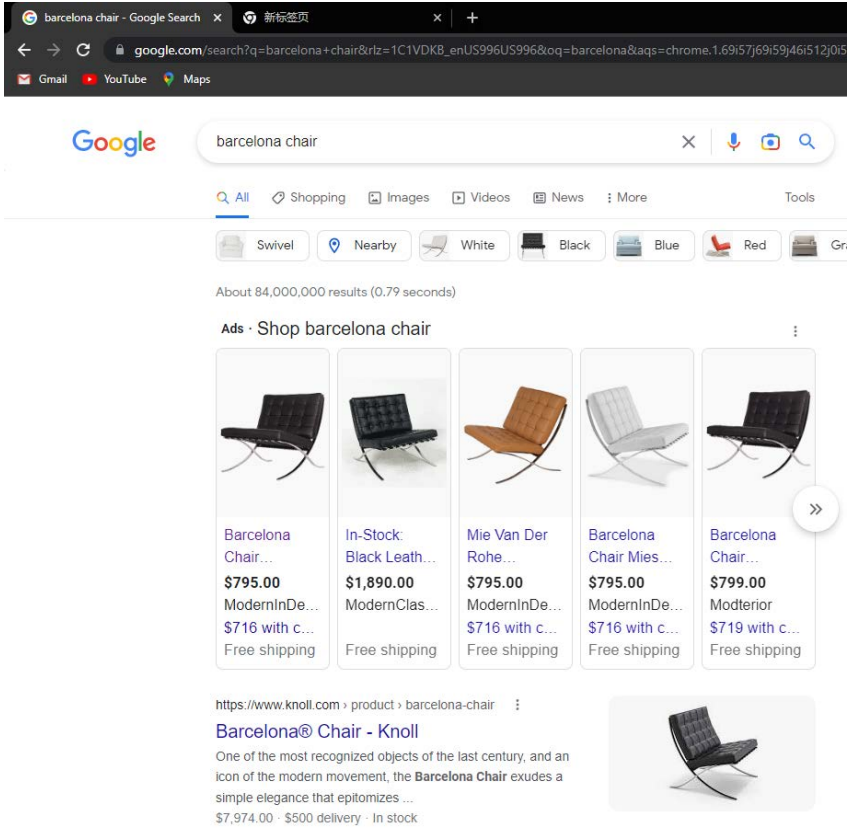 barcelona chair - Google Search
新标签页
google.com/search?q=barcelona+chair&rlz=1C1VDKB_enUS996US996&oq=barcelona&aqs=chrome.1.69i57j69i59j46i512j0i5
Gmail YouTube Maps
Google
barcelona chair
All Shopping Images Videos News More Tools
Swivel Nearby White Black Blue Red Gr
About 84,000,000 results (0.79 seconds)
Ads · Shop barcelona chair
Barcelona
Chair...
$795.00
ModernInDe...
$716 with c...
Free shipping
In-Stock:
Black Leath...
$1,890.00
ModernClas...
Free shipping
Mie Van Der
Rohe...
$795.00
ModernInDe...
$716 with c...
Free shipping
Barcelona
Chair Mies...
$795.00
ModernInDe...
$716 with c...
Free shipping
Barcelona
Chair...
$799.00
Modterior
$719 with c...
Free shipping
https://www.knoll.com › product › barcelona-chair
Barcelona® Chair - Knoll
One of the most recognized objects of the last century, and an
icon of the modern movement, the Barcelona Chair exudes a
simple elegance that epitomizes ...
$7,974.00 · $500 delivery · In stock